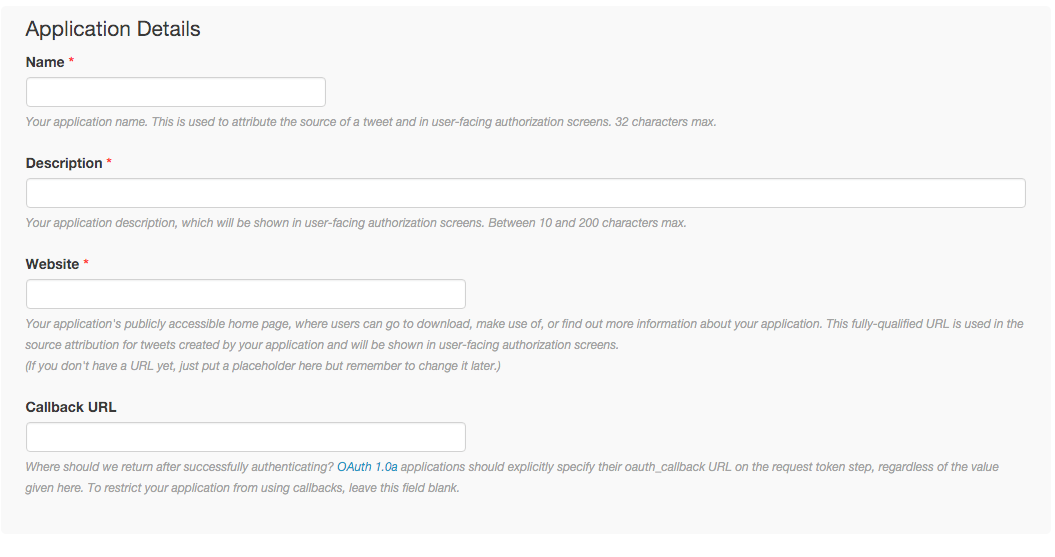 Application Details
Name *
Your application name. This is used to attribute the source of a tweet and in user-facing authorization screens. 32 characters max.
Description *
Your application description, which will be shown in user-facing authorization screens. Between 10 and 200 characters max.
Website *
Your application's publicly accessible home page, where users can go to download, make use of, or find out more information about your application. This fully-qualified URL is used in the
source attribution for tweets created by your application and will be shown in user-facing authorization screens.
(If you don't have a URL yet, just put a placeholder here but remember to change it later.)
Callback URL
Where should we return after successfully authenticating? OAuth 1.0a applications should explicitly specify their oauth_callback URL on the request token step, regardless of the value
given here. To restrict your application from using callbacks, leave this field blank.